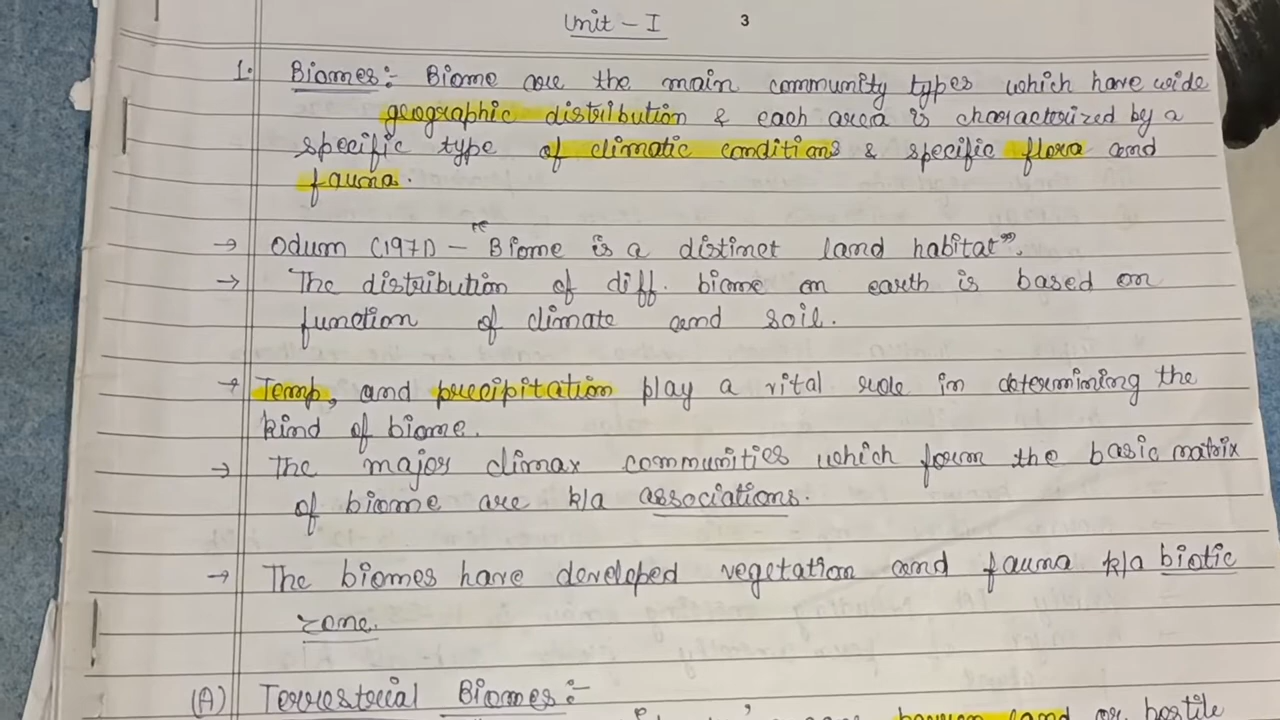 Unit - I 3
1. Biomes:- Biome are the main community types which have wide
geographic distribution & each area is characterized by a
specific type of climatic conditions & specific flora and
fauna.
→ Odum (1971) - "Biome is a distinct land habitat".
→ The distribution of diff. biome on earth is based on
function of climate and soil.
→ Temp, and precipitation play a vital role in determining the
kind of biome.
→ The major climax communities which form the basic matrix
of biome are k/a associations.
→ The biomes have developed vegetation and fauna k/a biotic
zone.
(A) Terrestrial Biomes:-
barren land or hostile